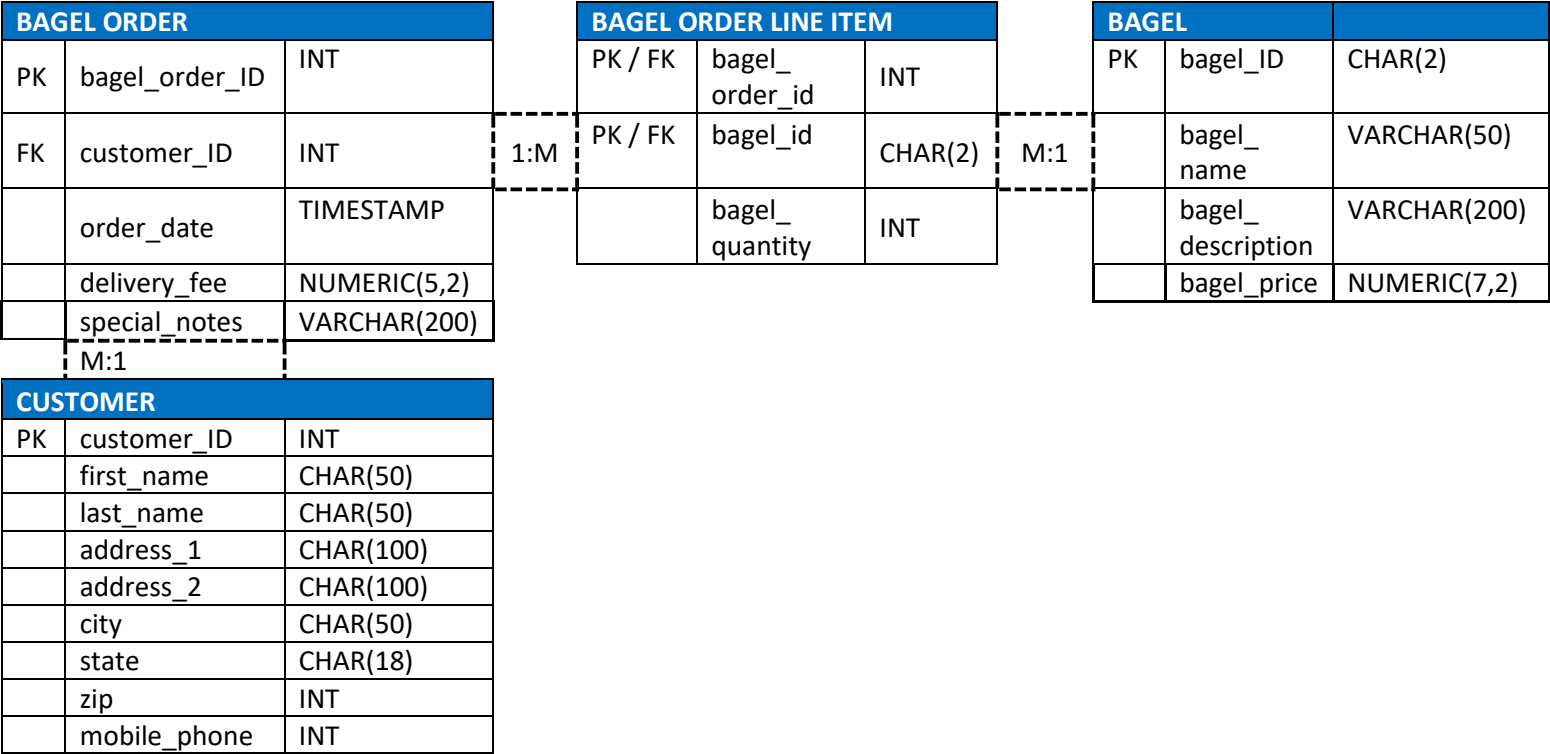 BAGEL ORDER
PK bagel_order_ID INT
FK customer_ID INT
order_date TIMESTAMP
delivery_fee NUMERIC(5,2)
special_notes VARCHAR(200)
1:M
BAGEL ORDER LINE ITEM
PK / FK bagel_
order_id INT
PK / FK bagel_id CHAR(2)
bagel_
quantity INT
M:1
BAGEL
PK bagel_ID CHAR(2)
bagel_ VARCHAR(50)
name
bagel_ VARCHAR(200)
description
bagel_price NUMERIC(7,2)
M:1
CUSTOMER
PK customer_ID INT
first_name CHAR(50)
last_name CHAR(50)
address_1 CHAR(100)
address_2 CHAR(100)
city CHAR(50)
state CHAR(18)
zip INT
mobile_phone INT